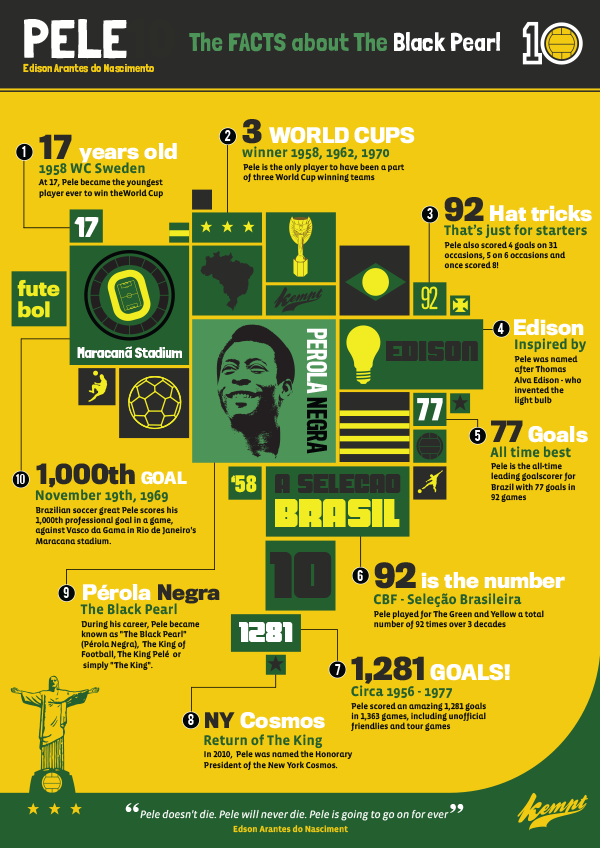 PELE10
Edison Arantes do Nascimento
The FACTS about The Black Pearl
10
1
17 years old
1958 WC Sweden
At 17, Pele became the youngest
player ever to win theWorld Cup
2
3 WORLD CUPS
winner 1958, 1962, 1970
Pele is the only player to have been a part
of three World Cup winning teams
3
92 Hat tricks
That's just for starters
Pele also scored 4 goals on 31
occasions, 5 on 6 occasions and
once scored 8!
17
Kempt
92
fute
bol
Maracanã Stadium
PEROLA NEGRA
EDISON
4
Edison
Inspired by
Pele was named
after Thomas
Alva Edison - who
invented the
light bulb
77
5
77 Goals
All time best
Pele is the all-time
leading goalscorer for
Brazil with 77 goals in
92 games
10
1,000th GOAL
November 19th, 1969
Brazilian soccer great Pele scores his
1,000th professional goal in a game,
against Vasco da Gama in Rio de Janeiro's
Maracana stadium.
'58
A SELECAO
BRASIL
10
6
92 is the number
CBF - Seleção Brasileira
Pele played for The Green and Yellow a total
number of 92 times over 3 decades
9
Pérola Negra
The Black Pearl
During his career, Pele became
known as "The Black Pearl"
(Pérola Negra), The King of
Football, The King Pelé or
simply "The King".
1281
7
1,281 GOALS!
Circa 1956 - 1977
Pele scored an amazing 1,281 goals
in 1,363 games, including unofficial
friendlies and tour games
8
NY Cosmos
Return of The King
In 2010, Pele was named the Honorary
President of the New York Cosmos.
“Pele doesn't die. Pele will never die. Pele is going to go on for ever”
Edson Arantes do Nasciment
Kempt